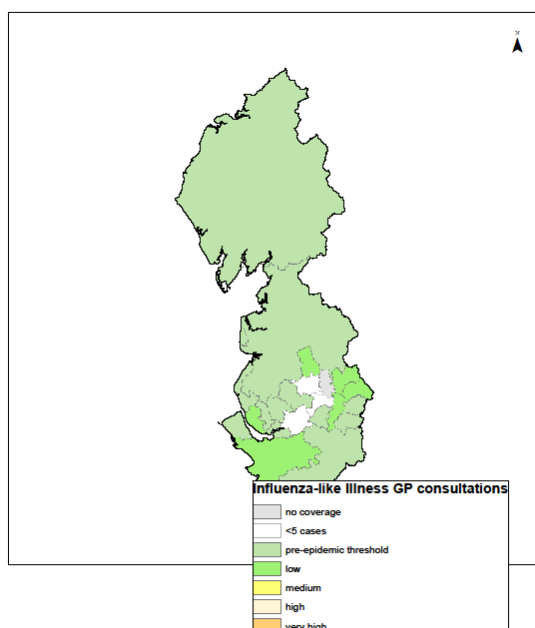 N
Influenza-like Illness GP consultations
no coverage
<5 cases
pre-epidemic threshold
low
medium
high
very high